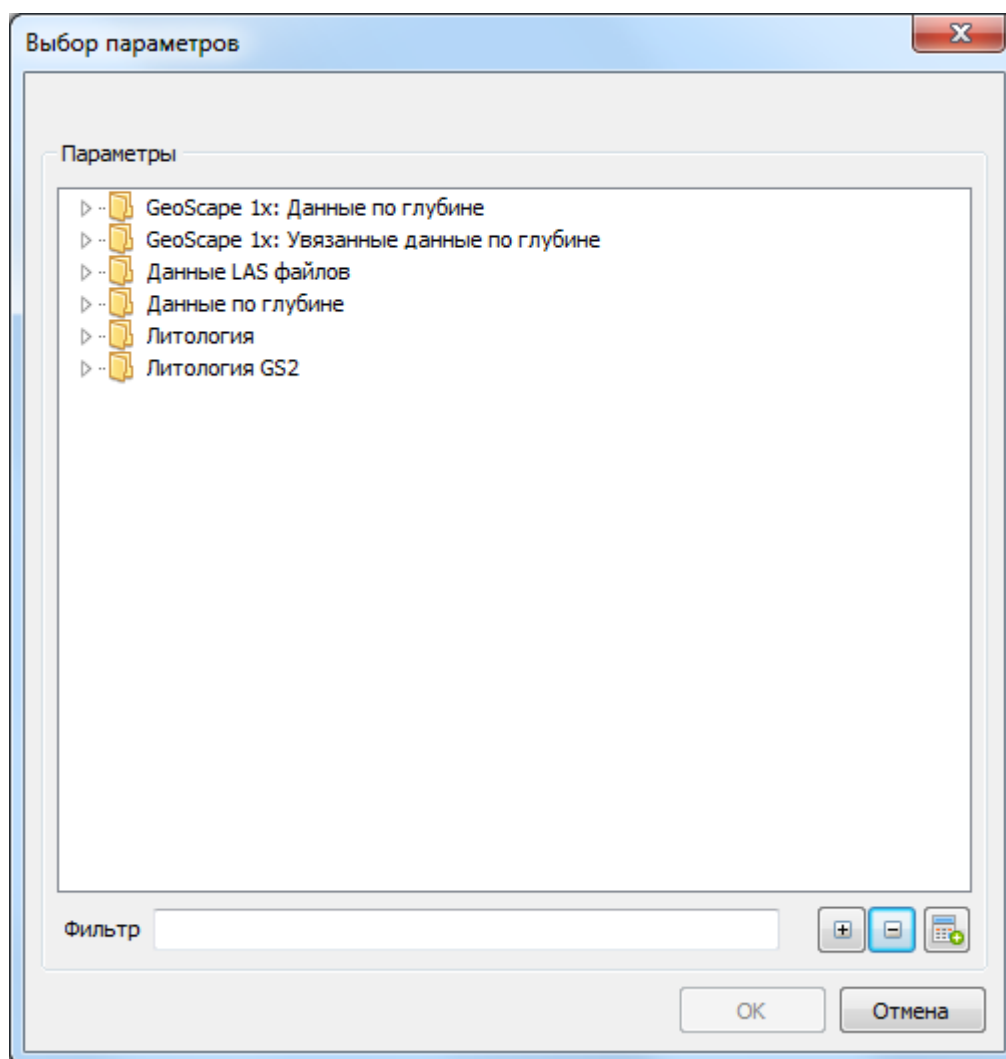 Выбор параметров
Параметры
GeoScape 1x: Данные по глубине
GeoScape 1x: Увязанные данные по глубине
Данные LAS файлов
Данные по глубине
Литология
Литология GS2
Фильтр
OK
Отмена